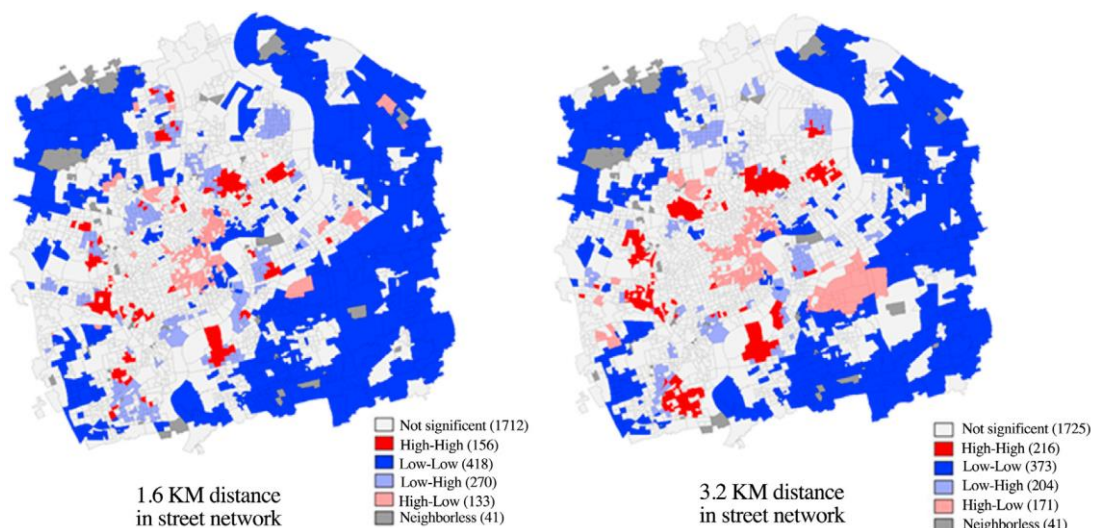 Not significant (1712)
High-High (156)
Low-Low (418)
Low-High (270)
High-Low (133)
Neighborless (41)
1.6 KM distance
in street network
Not significant (1725)
High-High (216)
Low-Low (373)
Low-High (204)
High-Low (171)
Neighborless (41)
3.2 KM distance
in street network